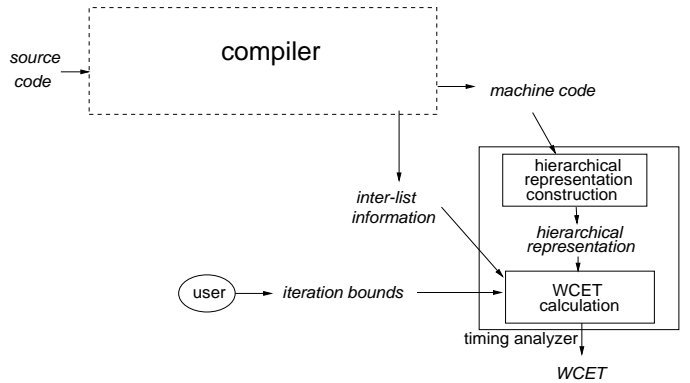 compiler
source
code
machine code
hierarchical
representation
construction
inter-list
information
hierarchical
representation
user
iteration bounds
WCET
calculation
timing analyzer
WCET